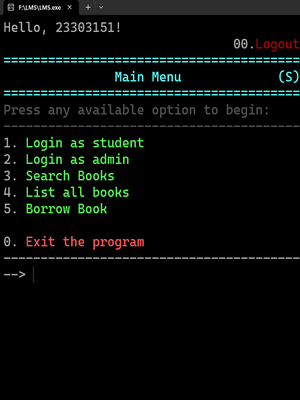 F:\LMS\LMS.exe
Hello, 23303151!
00.Logout
========================================
Main Menu (S)
========================================
Press any available option to begin:
----------------------------------------
1. Login as student
2. Login as admin
3. Search Books
4. List all books
5. Borrow Book
0. Exit the program
----------------------------------------
-->